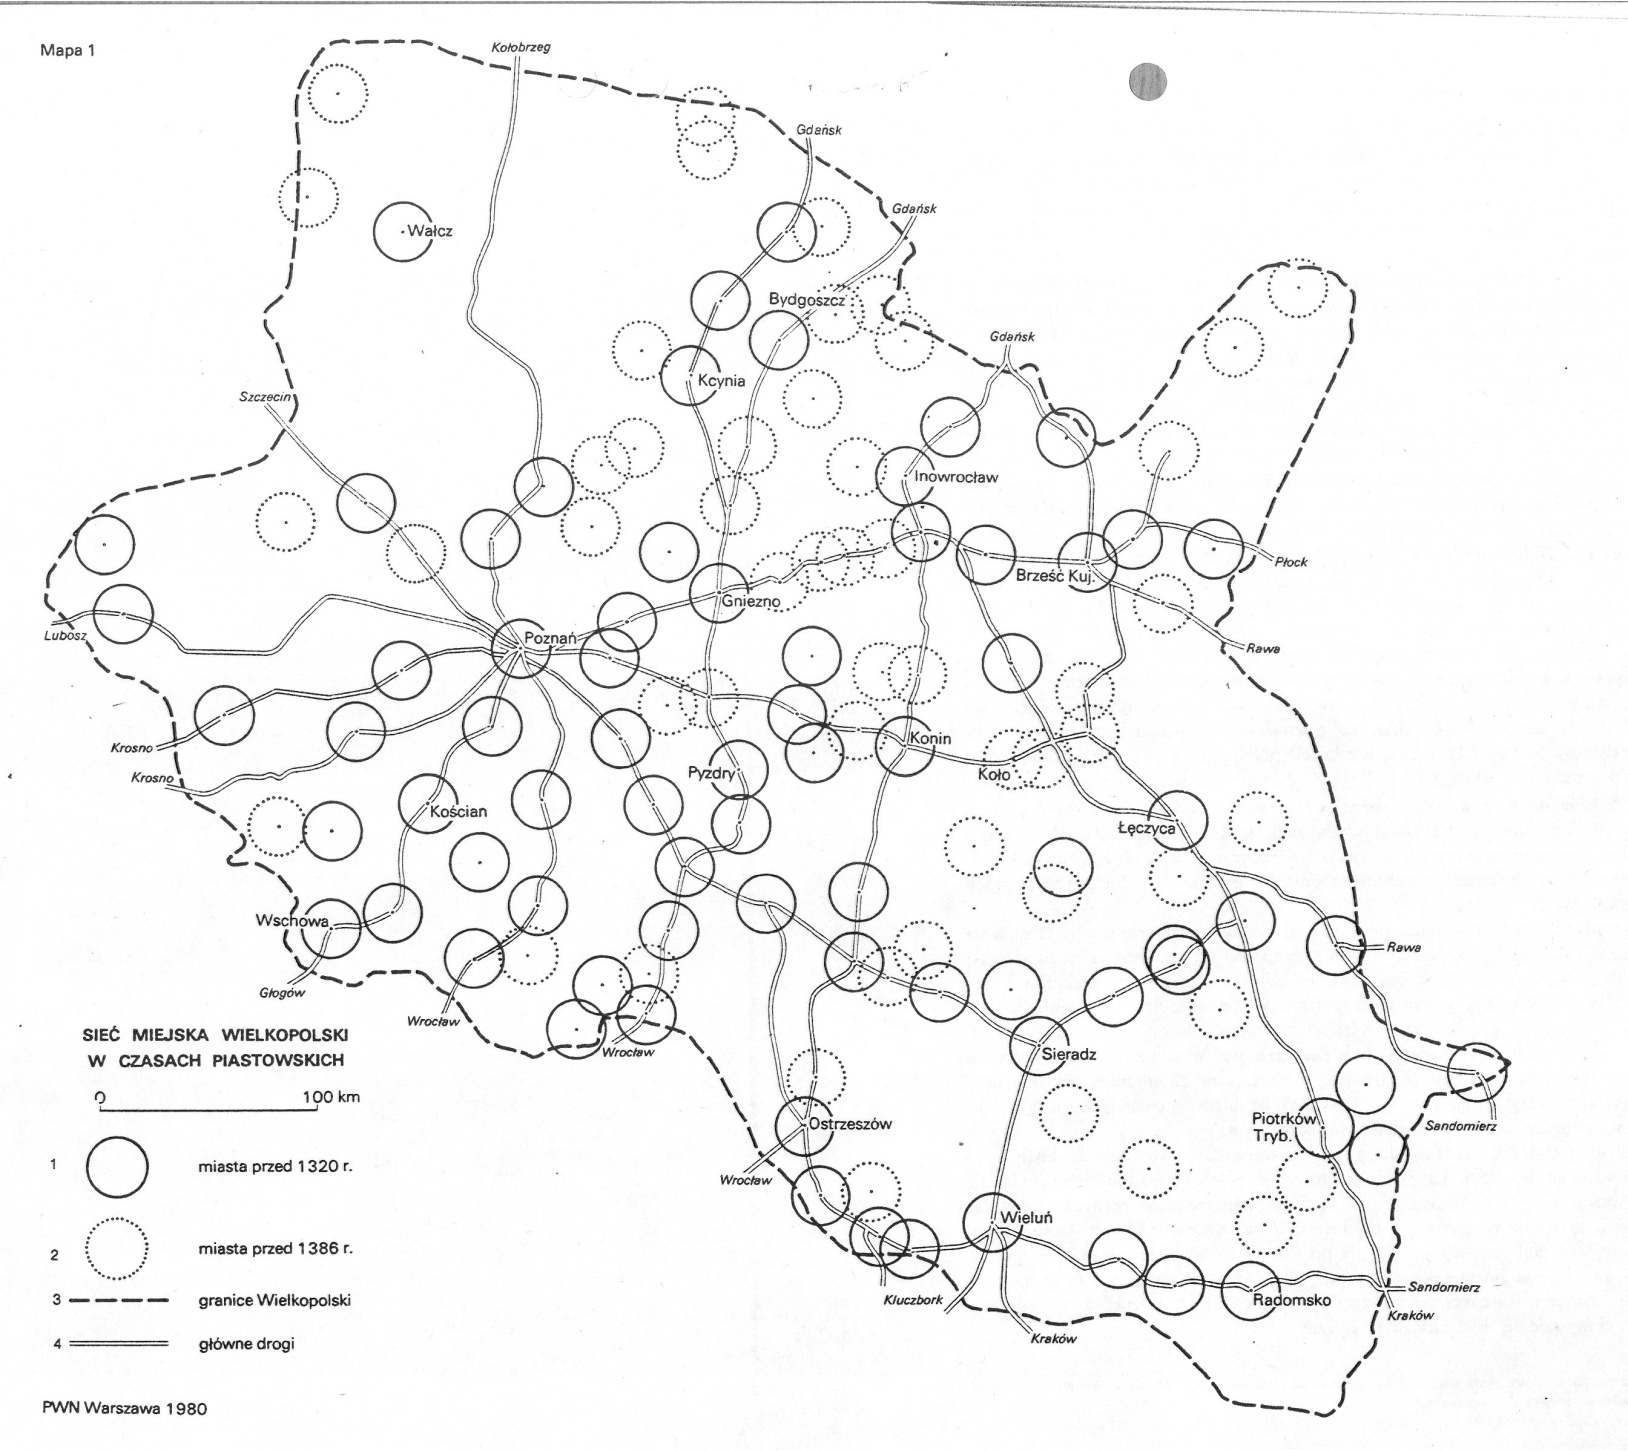 Mapa 1
Kołobrzeg
Gdańsk
Gdańsk
Wałcz
Bydgoszcz
Gdańsk
Kcynia
Szczecin
Inowrocław
Płock
Brześć Kuj.
Gniezno
Lubosz
Poznań
Rawa
Krosno
Konin
Krosno
Pyzdry
Koło
Kościan
Łęczyca
Wschowa
Rawa
Głogów
Wrocław
Wrocław
Sieradz
SIEĆ MIEJSKA WIELKOPOLSKI
W CZASACH PIASTOWSKICH
0 100 km
Ostrzeszów
Piotrków
Tryb.
Sandomierz
1 miasta przed 1320 r.
Wrocław
Wieluń
2 miasta przed 1386 r.
3 granice Wielkopolski
Kluczbork
Radomsko
Sandomierz
Kraków
Kraków
4 główne drogi
PWN Warszawa 1980